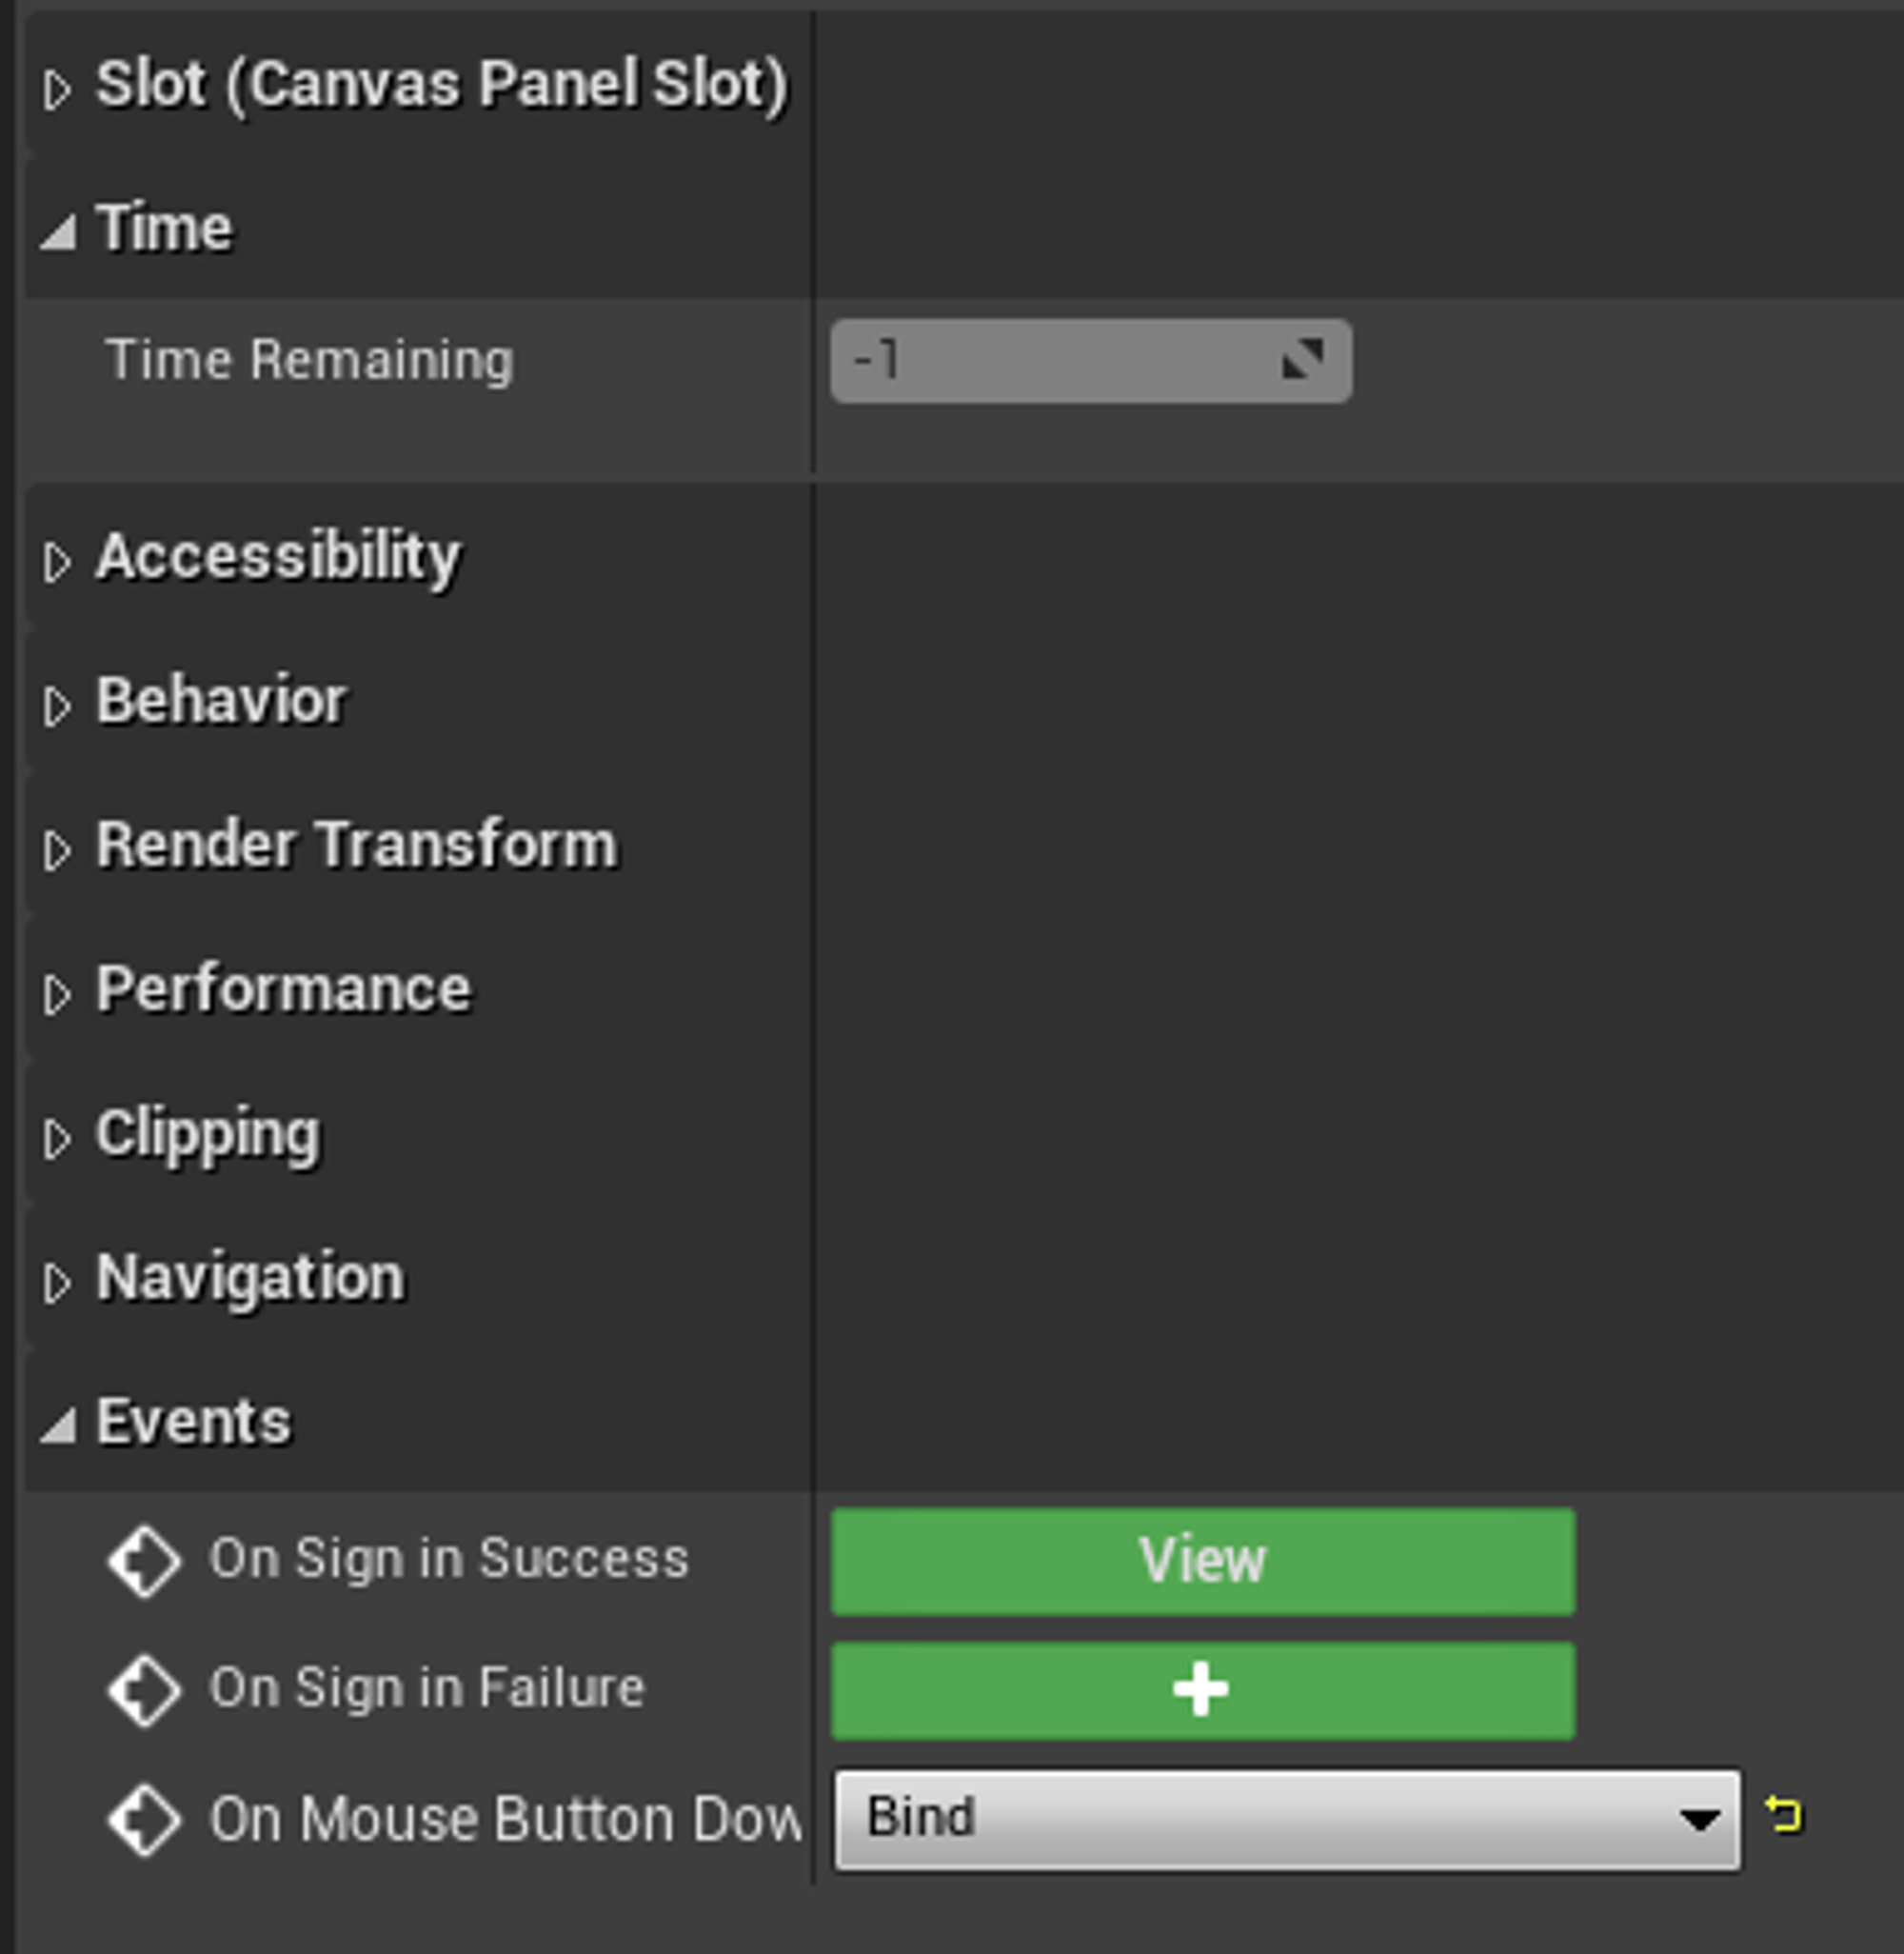 Slot (Canvas Panel Slot)
Time
Time Remaining -1
Accessibility
Behavior
Render Transform
Performance
Clipping
Navigation
Events
On Sign in Success View
On Sign in Failure
On Mouse Button Dow Bind